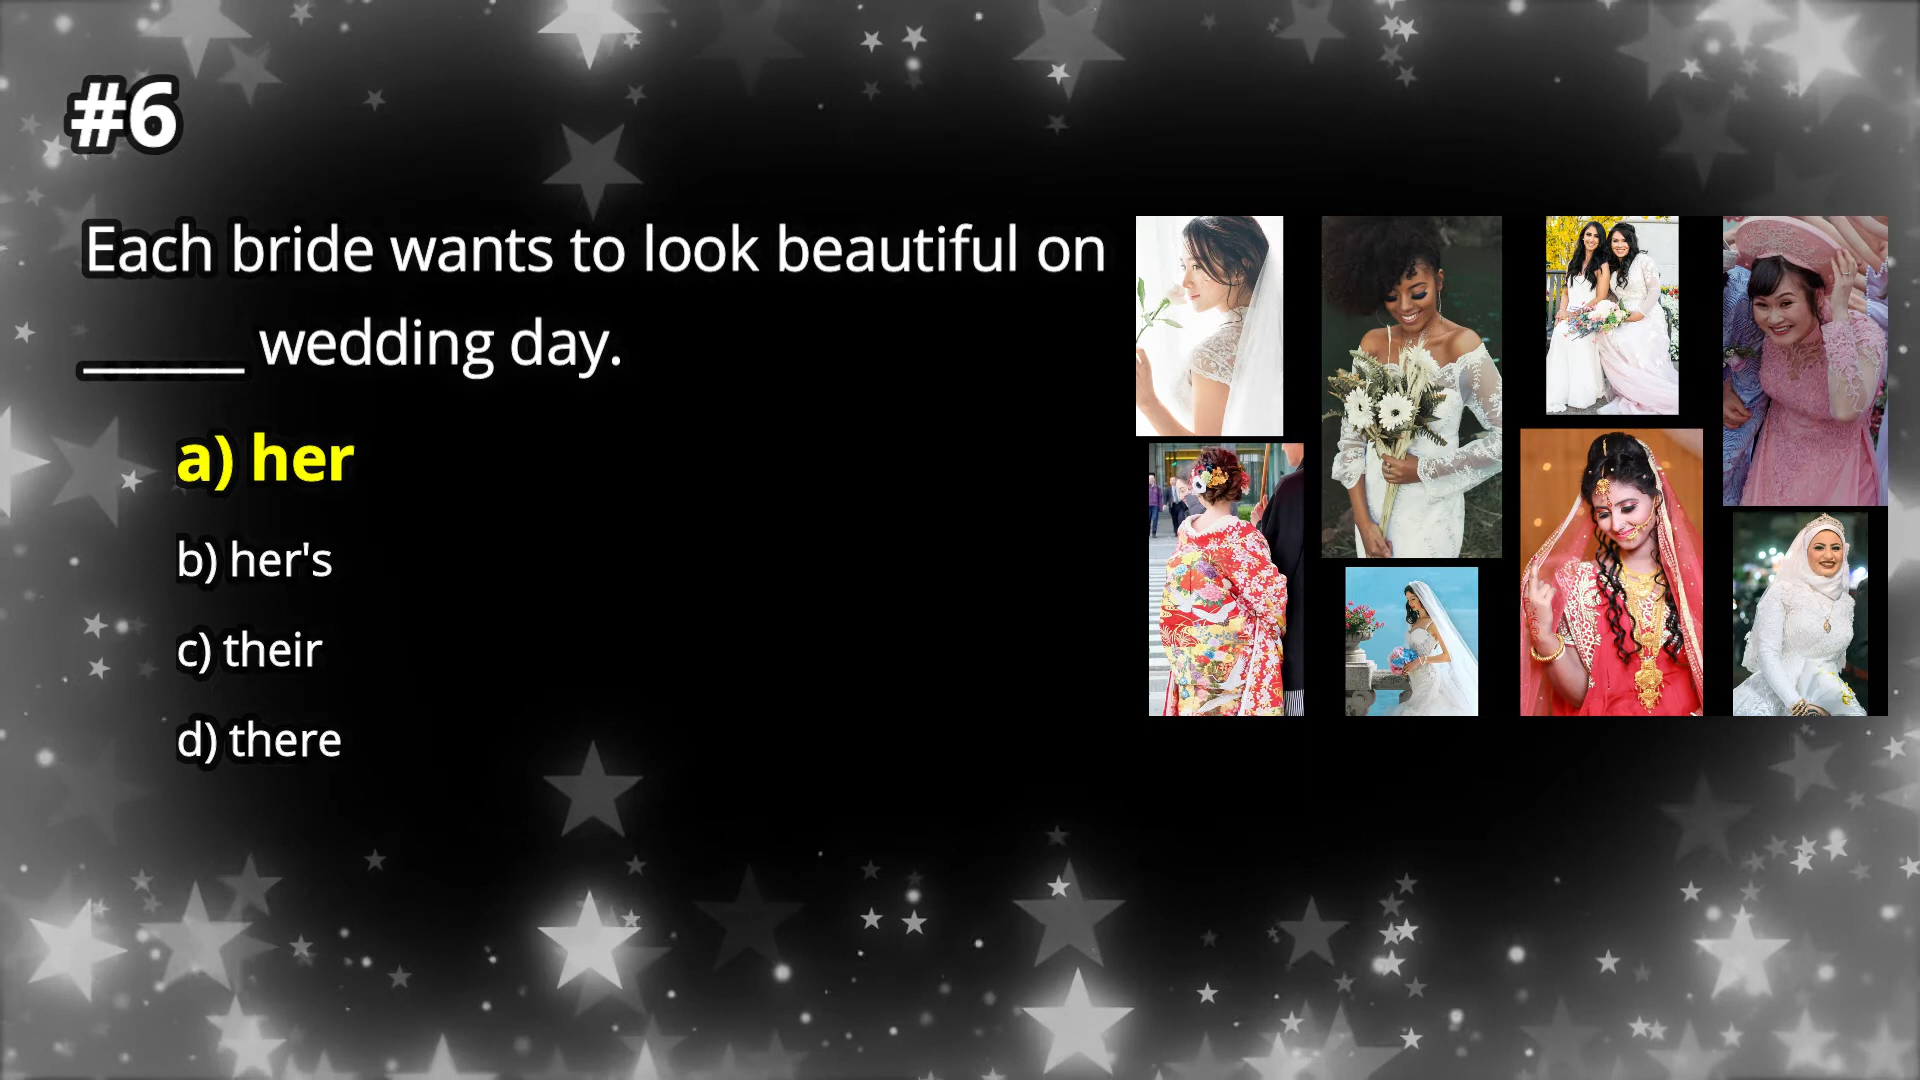 #6
Each bride wants to look beautiful on
______ wedding day.
a) her
b) her's
c) their
d) there